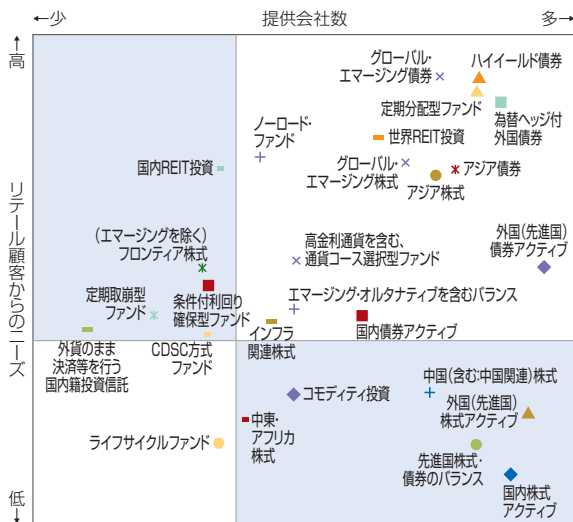 ←少
提供会社数
多→
↑高
リテール顧客からのニーズ
低↓
グローバル・
エマージング債券
ハイイールド債券
定期分配型ファンド
為替ヘッジ付
外国債券
ノーロード・
ファンド
世界REIT投資
国内REIT投資
グローバル・
エマージング株式
アジア債券
アジア株式
（エマージングを除く）
フロンティア株式
高金利通貨を含む、
通貨コース選択型ファンド
外国（先進国）
債券アクティブ
定期取崩型
ファンド
条件付利回り
確保型ファンド
エマージング・オルタナティブを含むバランス
インフラ
関連株式
国内債券アクティブ
外貨のまま
決済等を行う
国内籍投資信託
CDSC方式
ファンド
コモディティ投資
中国（含む：中国関連）株式
外国（先進国）
株式アクティブ
中東・
アフリカ
株式
ライフサイクルファンド
先進国株式・
債券のバランス
国内株式
アクティブ